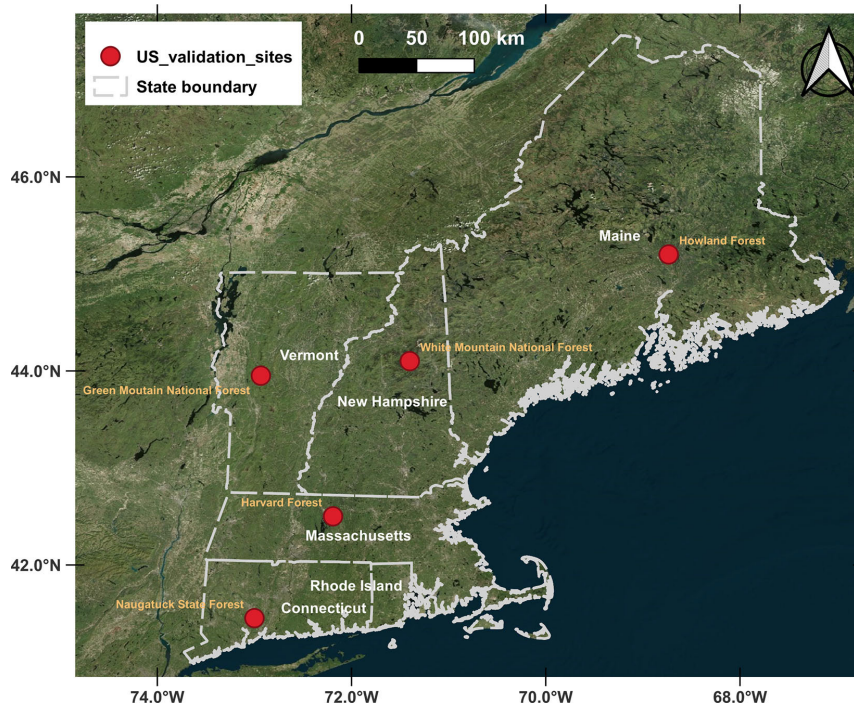 0 50 100 km
US_validation_sites
State boundary
46.0°N
Maine
Howland Forest
Vermont
White Mountain National Forest
44.0°N
Green Moutain National Forest
New Hampshire
Harvard Forest
Massachusetts
42.0°N
Rhode Island
Naugatuck State Forest
Connecticut
74.0°W 72.0°W 70.0°W 68.0°W